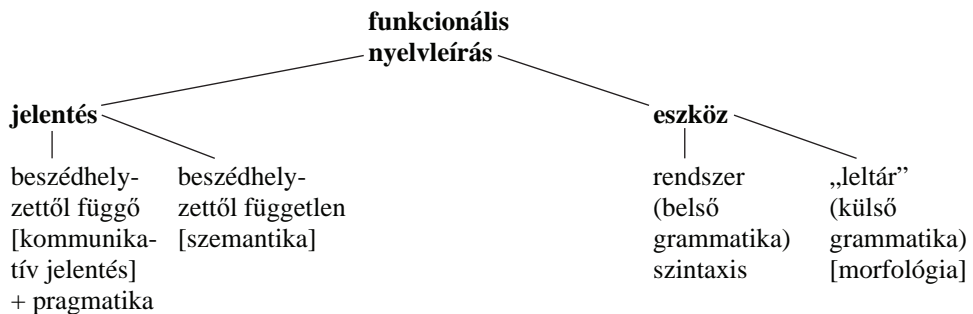 funkcionális
nyelvleírás
jelentés
eszköz
beszédhely-
zettől függő
[kommunika-
tív jelentés]
+ pragmatika
beszédhely-
zettől független
[szemantika]
rendszer
(belső
grammatika)
szintaxis
„leltár”
(külső
grammatika)
[morfológia]